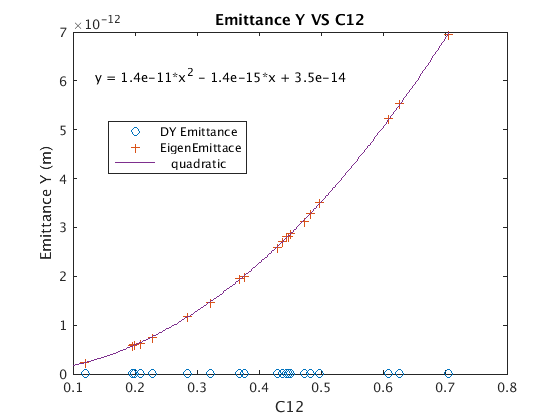 Emittance Y VS C12
×10-12
y = 1.4e-11*x2 - 1.4e-15*x + 3.5e-14
DY Emittance
EigenEmittace
quadratic
Emittance Y (m)
7
6
5
4
3
2
1
0
0.1 0.2 0.3 0.4 0.5 0.6 0.7 0.8
C12